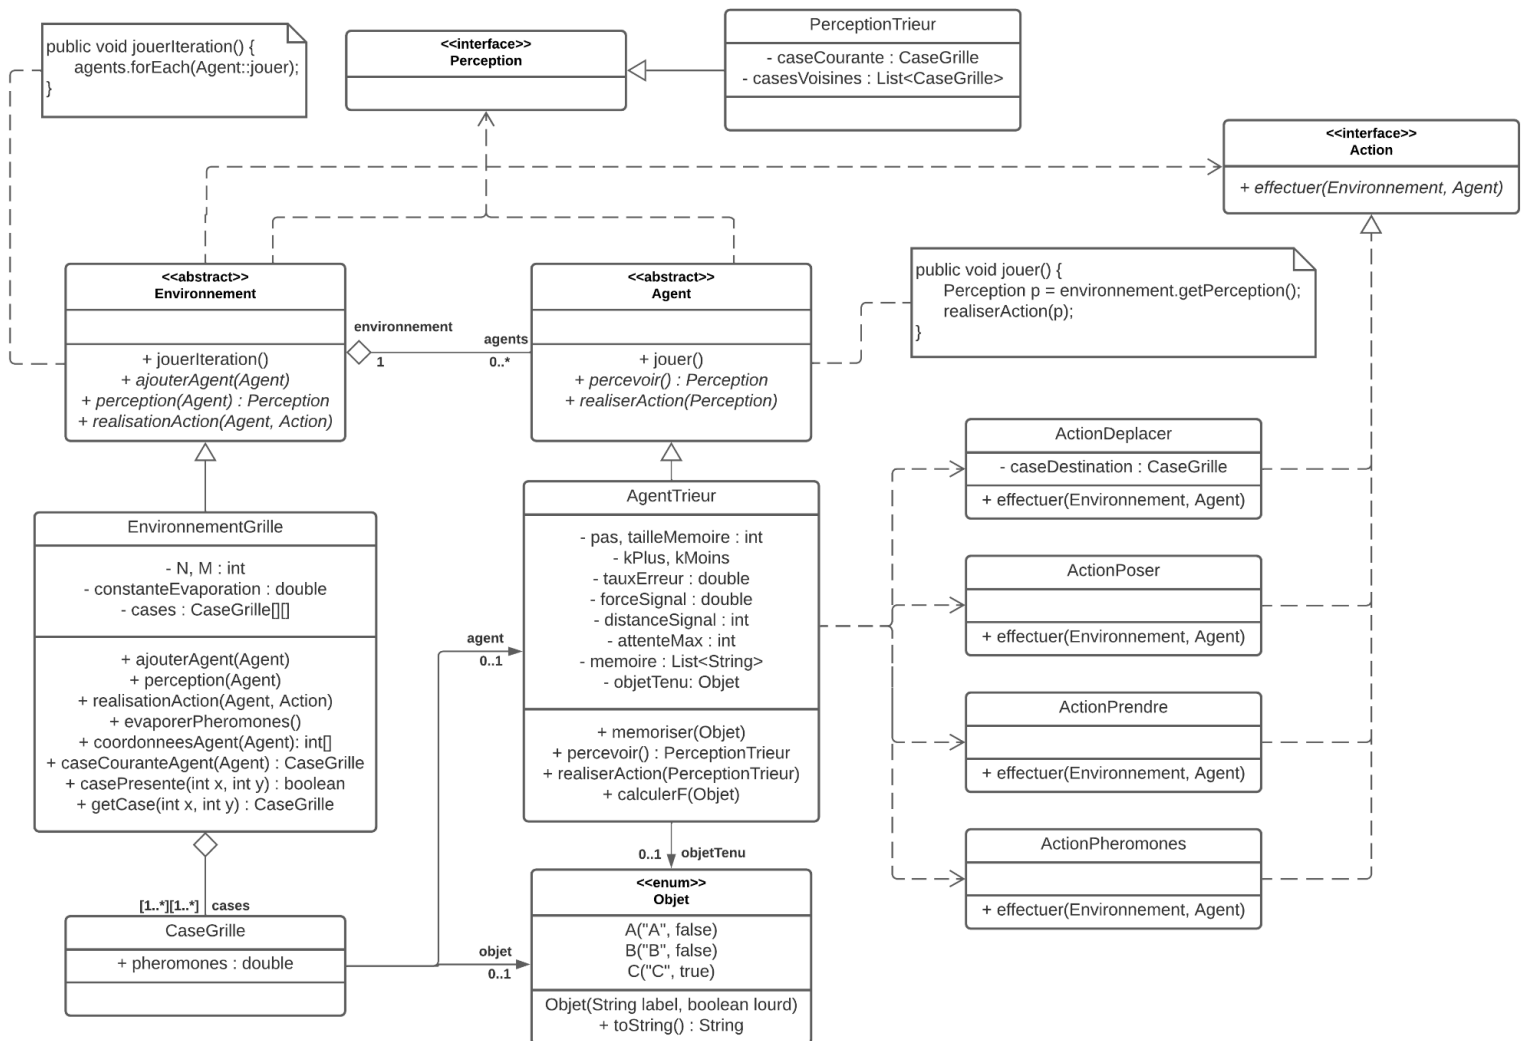 public void jouerIteration() {
agents.forEach(Agent::jouer);
}
<<interface>>
Perception
PerceptionTrieur
- caseCourante : CaseGrille
- casesVoisines : List<CaseGrille>
<<interface>>
Action
+ effectuer(Environnement, Agent)
<<abstract>>
Environnement
+ jouerIteration()
+ ajouterAgent(Agent)
+ perception(Agent) : Perception
+ realisationAction(Agent, Action)
environnement
1
agents
0..*
<<abstract>>
Agent
+ jouer()
+ percevoir() : Perception
+ realiserAction(Perception)
public void jouer() {
Perception p = environnement.getPerception();
realiserAction(p);
}
EnvironnementGrille
- N, M : int
- constanteEvaporation : double
- cases : CaseGrille[][]
+ ajouterAgent(Agent)
+ perception(Agent)
+ realisationAction(Agent, Action)
+ evaporerPheromones()
+ coordonneesAgent(Agent): int[]
+ caseCouranteAgent(Agent) : CaseGrille
+ casePresente(int x, int y) : boolean
+ getCase(int x, int y) : CaseGrille
agent
0..1
AgentTrieur
- pas, tailleMemoire : int
- kPlus, kMoins
- tauxErreur : double
- forceSignal : double
- distanceSignal : int
- attenteMax : int
- memoire : List<String>
- objetTenu: Objet
+ memoriser(Objet)
+ percevoir() : PerceptionTrieur
+ realiserAction(PerceptionTrieur)
+ calculerF(Objet)
ActionDeplacer
- caseDestination : CaseGrille
+ effectuer(Environnement, Agent)
ActionPoser
+ effectuer(Environnement, Agent)
ActionPrendre
+ effectuer(Environnement, Agent)
ActionPheromones
+ effectuer(Environnement, Agent)
0..1 objetTenu
[1..*][1..*] cases
CaseGrille
+ pheromones : double
objet
0..1
<<enum>>
Objet
A("A", false)
B("B", false)
C("C", true)
Objet(String label, boolean lourd)
+ toString() : String